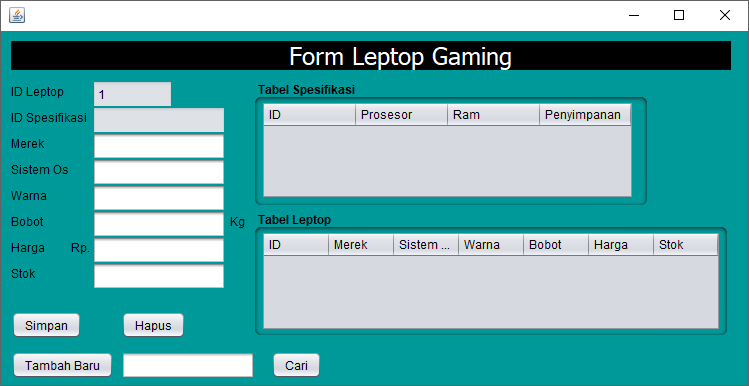 Form Leptop Gaming
ID Leptop 1
ID Spesifikasi
Merek
Sistem Os
Warna
Bobot Kg
Harga Rp.
Stok
Tabel Spesifikasi
ID Prosesor Ram Penyimpanan
Tabel Leptop
ID Merek Sistem ... Warna Bobot Harga Stok
Simpan Hapus
Tambah Baru Cari